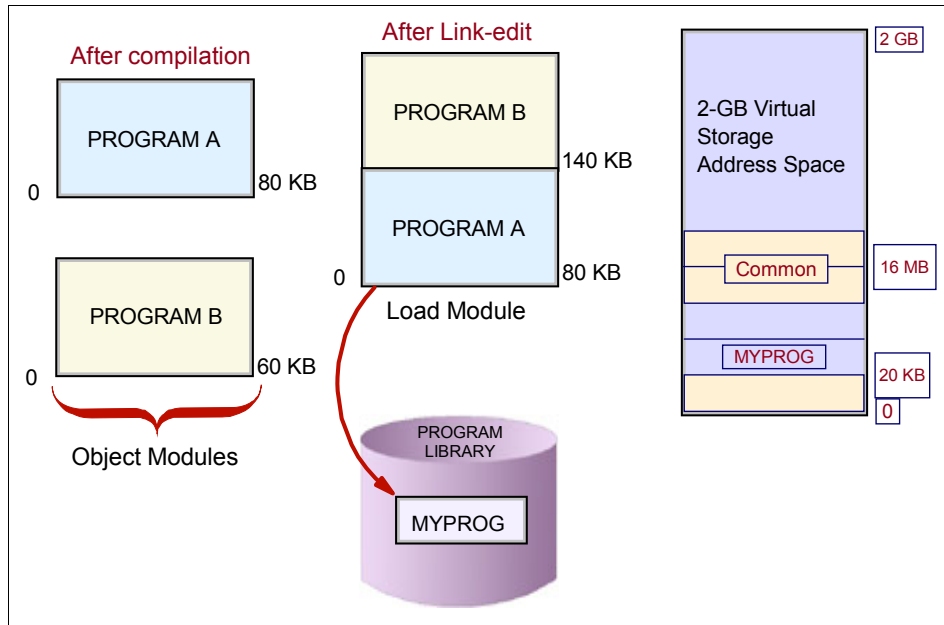 After compilation
PROGRAM A
0
80 KB
PROGRAM B
0
60 KB
Object Modules
After Link-edit
PROGRAM B
140 KB
PROGRAM A
0
80 KB
Load Module
PROGRAM
LIBRARY
MYPROG
2 GB
2-GB Virtual
Storage
Address Space
Common
16 MB
MYPROG
20 KB
0